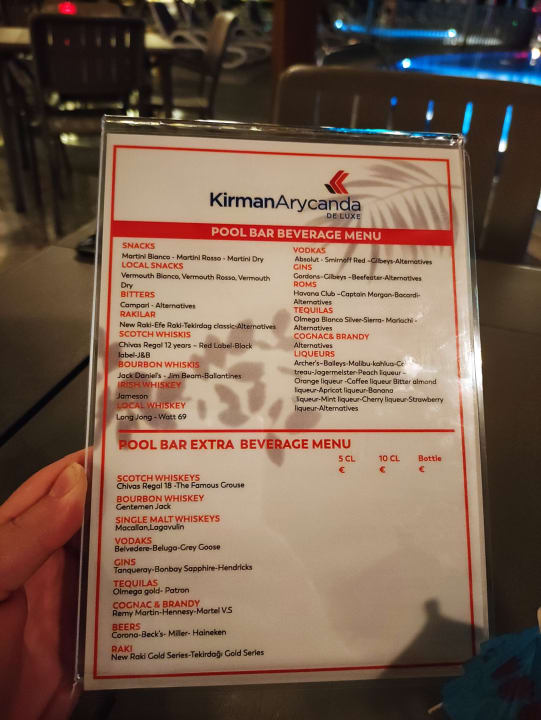 KirmanArycanda
DE LUXE
POOL BAR BEVERAGE MENU
SNACKS
Martini Bianco - Martini Rosso - Martini Dry
LOCAL SNACKS
Vermouth Bianco, Vermouth Rosso, Vermouth
Dry
BITTERS
Campari - Alternatives
RAKILAR
New Raki-Efe Raki-Tekirdag classic-Alternatives
SCOTCH WHISKIS
Chivas Regal 12 years - Red Label-Black
label-J&B
BOURBON WHISKIS
Jack Daniel's - Jim Beam-Ballantines
IRISH WHISKEY
Jameson
LOCAL WHISKEY
Long Jong - Watt 69
VODKAS
Absolut - Smirnoff Red -Gilbeys-Alternatives
GINS
Gordons-Gilbeys -Beefeater-Alternatives
ROMS
Havana Club -Captain Morgan-Bacardi-
Alternatives
TEQUILAS
Olmega Bianco Silver-Sierra- Mariachi -
Alternatives
COGNAC& BRANDY
Alternatives
LIQUEURS
Archer's-Baileys-Malibu-kahlua-Co
treau-Jagermeister-Peach liqueur -
Orange liqueur -Coffee liqueur Bitter almond
liqueur-Apricot liqueur-Banana
liqueur-Mint liqueur-Cherry liqueur-Strawberry
liqueur-Alternatives
POOL BAR EXTRA BEVERAGE MENU
5 CL 10 CL Bottle
€ € €
SCOTCH WHISKEYS
Chivas Regal 18 -The Famous Grouse
BOURBON WHISKEY
Gentemen Jack
SINGLE MALT WHISKEYS
Macallan,Lagavulin
VODAKS
Belvedere-Beluga-Grey Goose
GINS
Tanqueray-Bonbay Sapphire-Hendricks
TEQUILAS
Olmega gold- Patron
COGNAC & BRANDY
Remy Martin-Hennesy-Martel V.S
BEERS
Corona-Beck's- Miller- Haineken
RAKI
New Raki Gold Series-Tekirdağı Gold Series